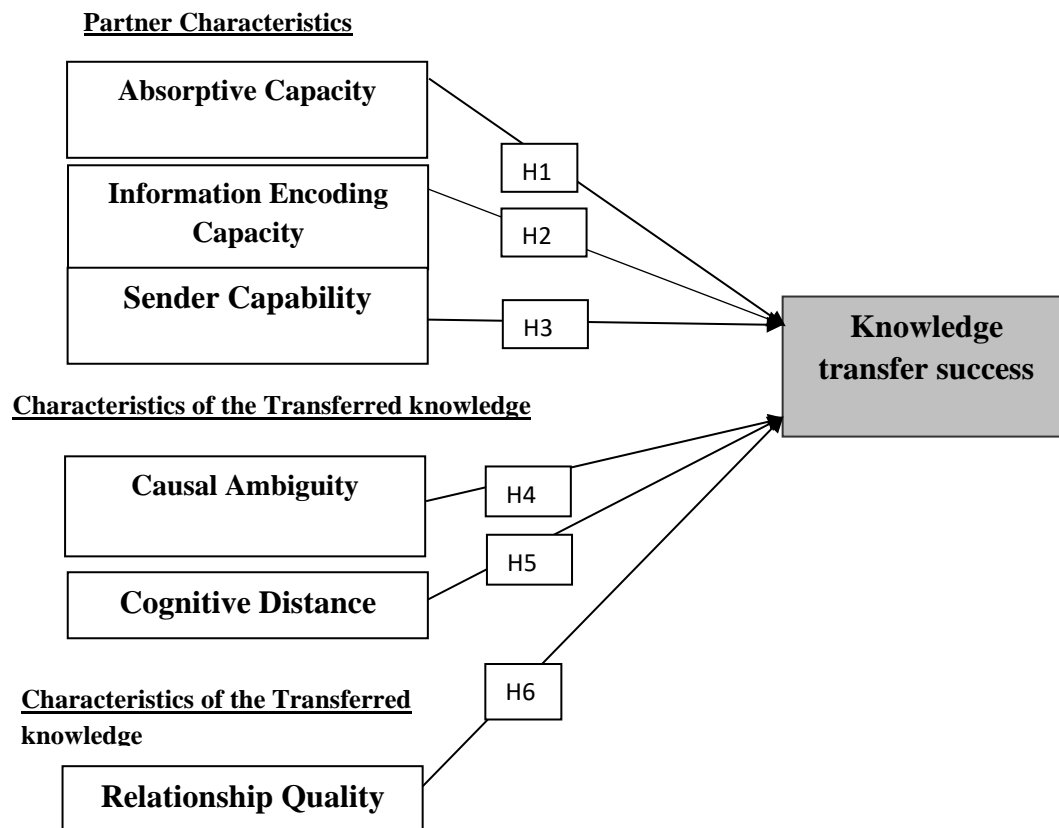 Partner Characteristics
Absorptive Capacity
H1
Information Encoding
Capacity
H2
Sender Capability
H3
Knowledge
transfer success
Characteristics of the Transferred knowledge
Causal Ambiguity
H4
H5
Cognitive Distance
H6
Characteristics of the Transferred
knowledge
Relationship Quality